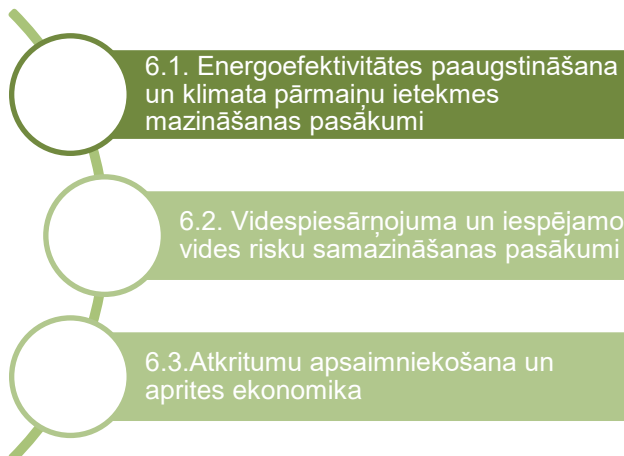 6.1. Energoefektivitātes paaugstināšana
un klimata pārmaiņu ietekmes
mazināšanas pasākumi
6.2. Videspiesārņojuma un iespējamo
vides risku samazināšanas pasākumi
6.3.Atkritumu apsaimniekošana un
aprites ekonomika